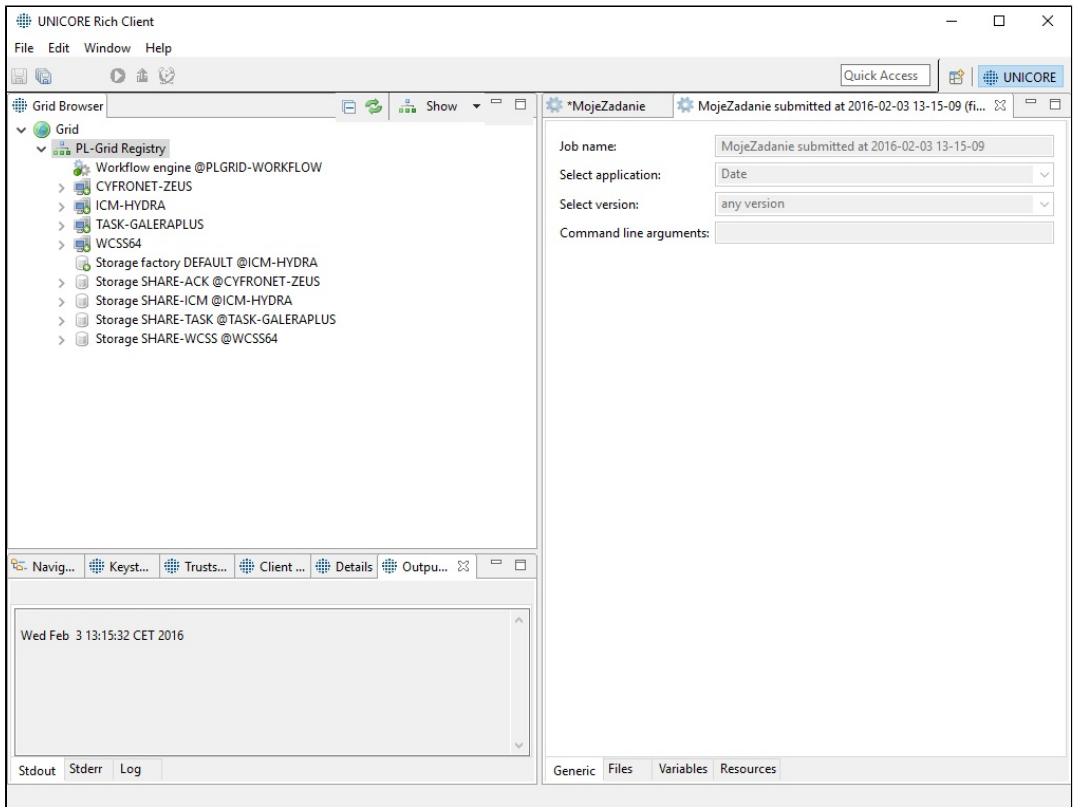 UNICORE Rich Client
File Edit Window Help
Quick Access
UNICORE
Grid Browser
Show
Grid
PL-Grid Registry
Workflow engine @PLGRID-WORKFLOW
CYFRONET-ZEUS
ICM-HYDRA
TASK-GALERAPLUS
WCSS64
Storage factory DEFAULT @ICM-HYDRA
Storage SHARE-ACK @CYFRONET-ZEUS
Storage SHARE-ICM @ICM-HYDRA
Storage SHARE-TASK @TASK-GALERAPLUS
Storage SHARE-WCSS @WCSS64
Navig... Keyst... Trusts... Client ... Details Outpu...
Wed Feb  3 13:15:32 CET 2016
Stdout Stderr Log
*MojeZadanie MojeZadanie submitted at 2016-02-03 13-15-09 (fi...
Job name: MojeZadanie submitted at 2016-02-03 13-15-09
Select application: Date
Select version: any version
Command line arguments:
Generic Files Variables Resources